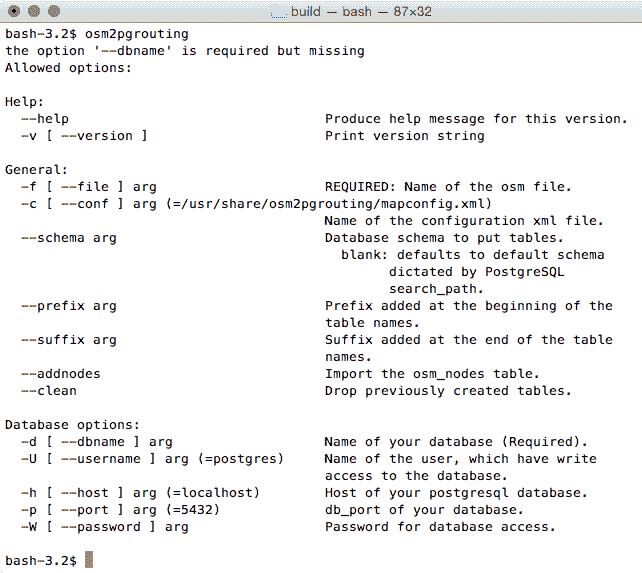 build — bash — 87×32
bash-3.2$ osm2pgrouting
the option '--dbname' is required but missing
Allowed options:

Help:
  --help                                Produce help message for this version.
  -v [ --version ]                      Print version string

General:
  -f [ --file ] arg                     REQUIRED: Name of the osm file.
  -c [ --conf ] arg (=/usr/share/osm2pgrouting/mapconfig.xml)
                                        Name of the configuration xml file.
  --schema arg                          Database schema to put tables.
                                          blank: defaults to default schema
                                                dictated by PostgreSQL
                                                search_path.
  --prefix arg                          Prefix added at the beginning of the
                                        table names.
  --suffix arg                          Suffix added at the end of the table
                                        names.
  --addnodes                            Import the osm_nodes table.
  --clean                               Drop previously created tables.

Database options:
  -d [ --dbname ] arg                   Name of your database (Required).
  -U [ --username ] arg (=postgres)     Name of the user, which have write
                                        access to the database.
  -h [ --host ] arg (=localhost)        Host of your postgresql database.
  -p [ --port ] arg (=5432)             db_port of your database.
  -W [ --password ] arg                 Password for database access.

bash-3.2$